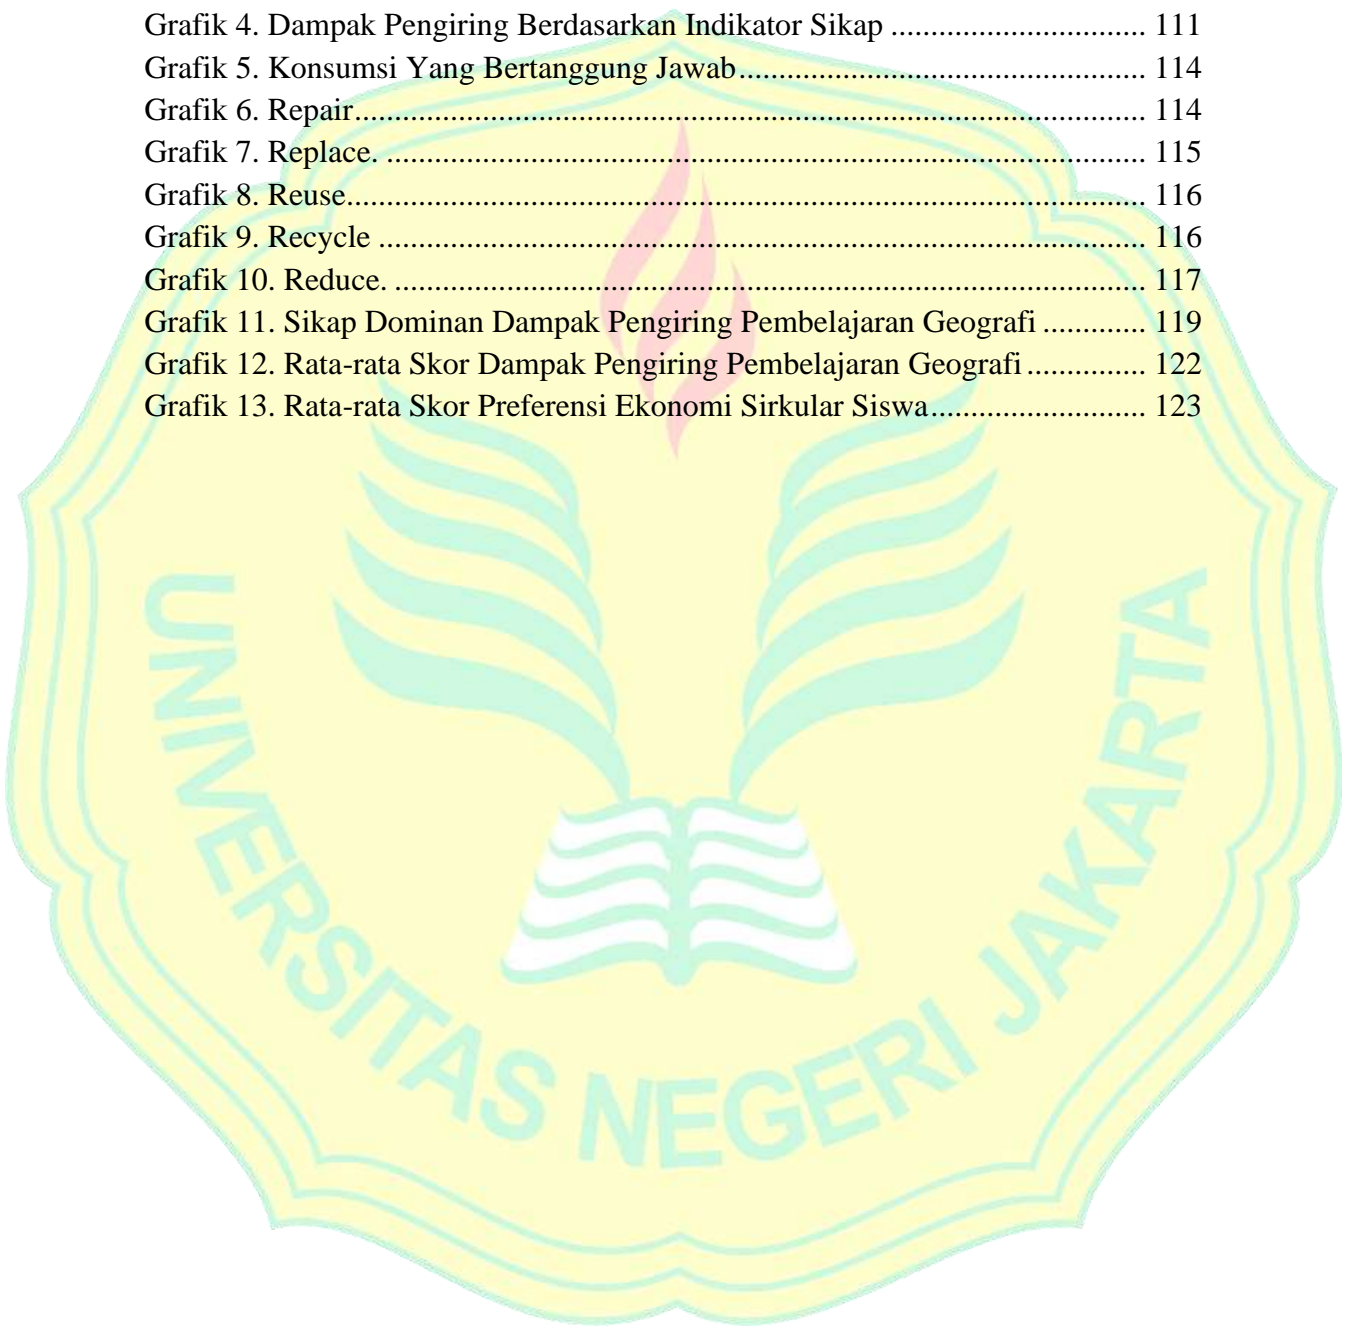 Grafik 4. Dampak Pengiring Berdasarkan Indikator Sikap ................................ 111
Grafik 5. Konsumsi Yang Bertanggung Jawab................................................... 114
Grafik 6. Repair................................................................................................... 114
Grafik 7. Replace. ............................................................................................... 115
Grafik 8. Reuse.................................................................................................... 116
Grafik 9. Recycle ................................................................................................ 116
Grafik 10. Reduce. .............................................................................................. 117
Grafik 11. Sikap Dominan Dampak Pengiring Pembelajaran Geografi ............. 119
Grafik 12. Rata-rata Skor Dampak Pengiring Pembelajaran Geografi ............... 122
Grafik 13. Rata-rata Skor Preferensi Ekonomi Sirkular Siswa........................... 123
UNIVERSITAS NEGERI JAKARTA